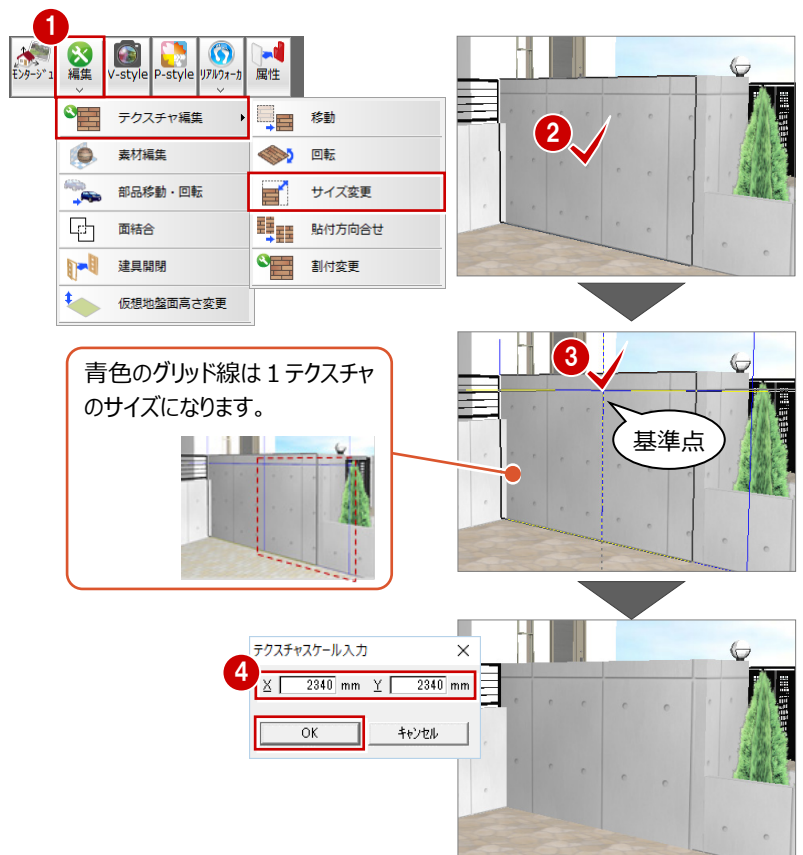 1
モンタージュ
編集
V-style
P-style
リアルウォーカ
属性
テクスチャ編集
素材編集
部品移動・回転
面結合
建具開閉
仮想地盤面高さ変更
移動
回転
サイズ変更
貼付方向合せ
割付変更
2
青色のグリッド線は1テクスチャ
のサイズになります。
3
基準点
4
テクスチャスケール入力
X 2340 mm Y 2340 mm
OK キャンセル